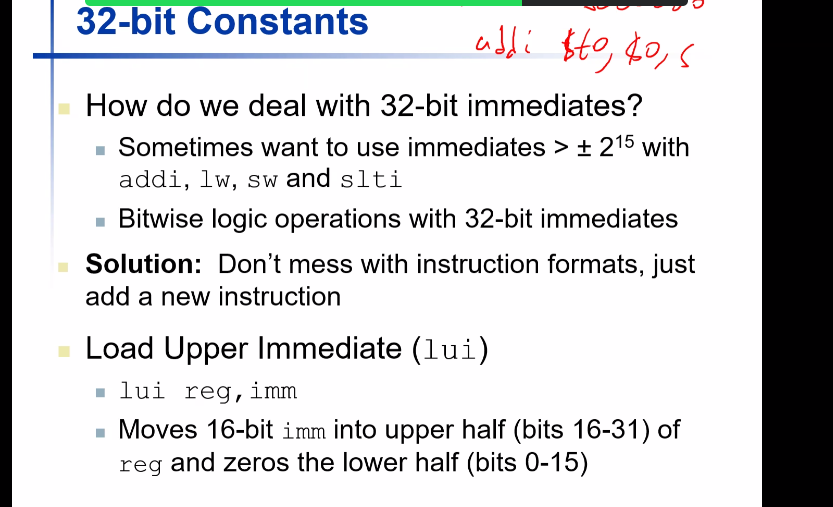 32-bit Constants
addi $t0, $0, 5
How do we deal with 32-bit immediates?
Sometimes want to use immediates > ± 2¹⁵ with
addi, lw, sw and slti
Bitwise logic operations with 32-bit immediates
Solution: Don't mess with instruction formats, just
add a new instruction
Load Upper Immediate (lui)
lui reg,imm
Moves 16-bit imm into upper half (bits 16-31) of
reg and zeros the lower half (bits 0-15)